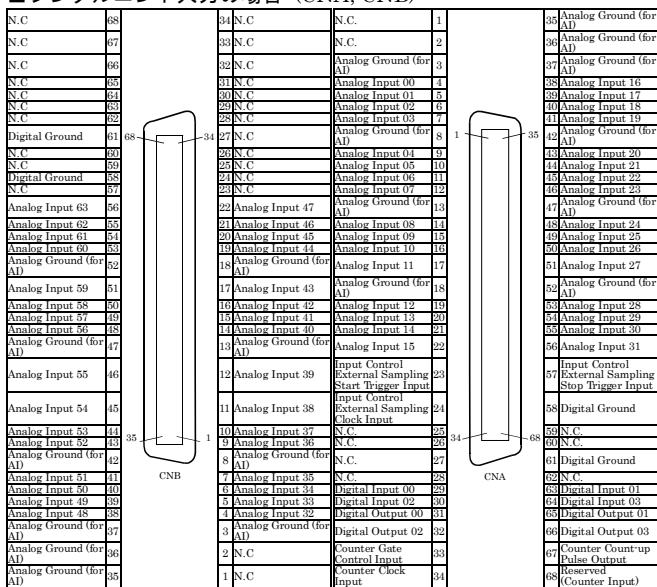 ■シングルエンド入力の場合 (CNA, CNB)
N.C 68 34 N.C N.C. 1 35 Analog Ground (for AI)
N.C 67 33 N.C N.C. 2 36 Analog Ground (for AI)
N.C 66 32 N.C Analog Ground (for AI) 3 37 Analog Ground (for AI)
N.C 65 31 N.C Analog Input 00 4 38 Analog Input 16
N.C 64 30 N.C Analog Input 01 5 39 Analog Input 17
N.C 63 29 N.C Analog Input 02 6 40 Analog Input 18
N.C 62 28 N.C Analog Input 03 7 41 Analog Input 19
Digital Ground 61 68 34 27 N.C Analog Ground (for AI) 8 1 35 42 Analog Ground (for AI)
N.C 60 26 N.C Analog Input 04 9 43 Analog Input 20
N.C 59 25 N.C Analog Input 05 10 44 Analog Input 21
Digital Ground 58 24 N.C Analog Input 06 11 45 Analog Input 22
N.C 57 23 N.C Analog Input 07 12 46 Analog Input 23
Analog Input 63 56 22 Analog Input 47 Analog Ground (for AI) 13 47 Analog Ground (for AI)
Analog Input 62 55 21 Analog Input 46 Analog Input 08 14 48 Analog Input 24
Analog Input 61 54 20 Analog Input 45 Analog Input 09 15 49 Analog Input 25
Analog Input 60 53 19 Analog Input 44 Analog Input 10 16 50 Analog Input 26
Analog Ground (for AI) 52 18 Analog Ground (for AI) Analog Input 11 17 51 Analog Input 27
Analog Input 59 51 17 Analog Input 43 Analog Ground (for AI) 18 52 Analog Ground (for AI)
Analog Input 58 50 16 Analog Input 42 Analog Input 12 19 53 Analog Input 28
Analog Input 57 49 15 Analog Input 41 Analog Input 13 20 54 Analog Input 29
Analog Input 56 48 14 Analog Input 40 Analog Input 14 21 55 Analog Input 30
Analog Ground (for AI) 47 13 Analog Ground (for AI) Analog Input 15 22 56 Analog Input 31
Analog Input 55 46 12 Analog Input 39 Input Control External Sampling Start Trigger Input 23 57 Input Control External Sampling Stop Trigger Input
Analog Input 54 45 11 Analog Input 38 Input Control External Sampling Clock Input 24 58 Digital Ground
Analog Input 53 44 10 Analog Input 37 N.C. 25 59 N.C.
Analog Input 52 43 35 1 9 Analog Input 36 N.C. 26 34 68 60 N.C.
Analog Ground (for AI) 42 8 Analog Ground (for AI) N.C. 27 61 Digital Ground
Analog Input 51 41 CNB 7 Analog Input 35 N.C. 28 CNA 62 N.C.
Analog Input 50 40 6 Analog Input 34 Digital Input 00 29 63 Digital Input 01
Analog Input 49 39 5 Analog Input 33 Digital Input 02 30 64 Digital Input 03
Analog Input 48 38 4 Analog Input 32 Digital Output 00 31 65 Digital Output 01
Analog Ground (for AI) 37 3 Analog Ground (for AI) Digital Output 02 32 66 Digital Output 03
Analog Ground (for AI) 36 2 N.C Counter Gate Control Input 33 67 Counter Count-up Pulse Output
Analog Ground (for AI) 35 1 N.C Counter Clock Input 34 68 Reserved (Counter Input)